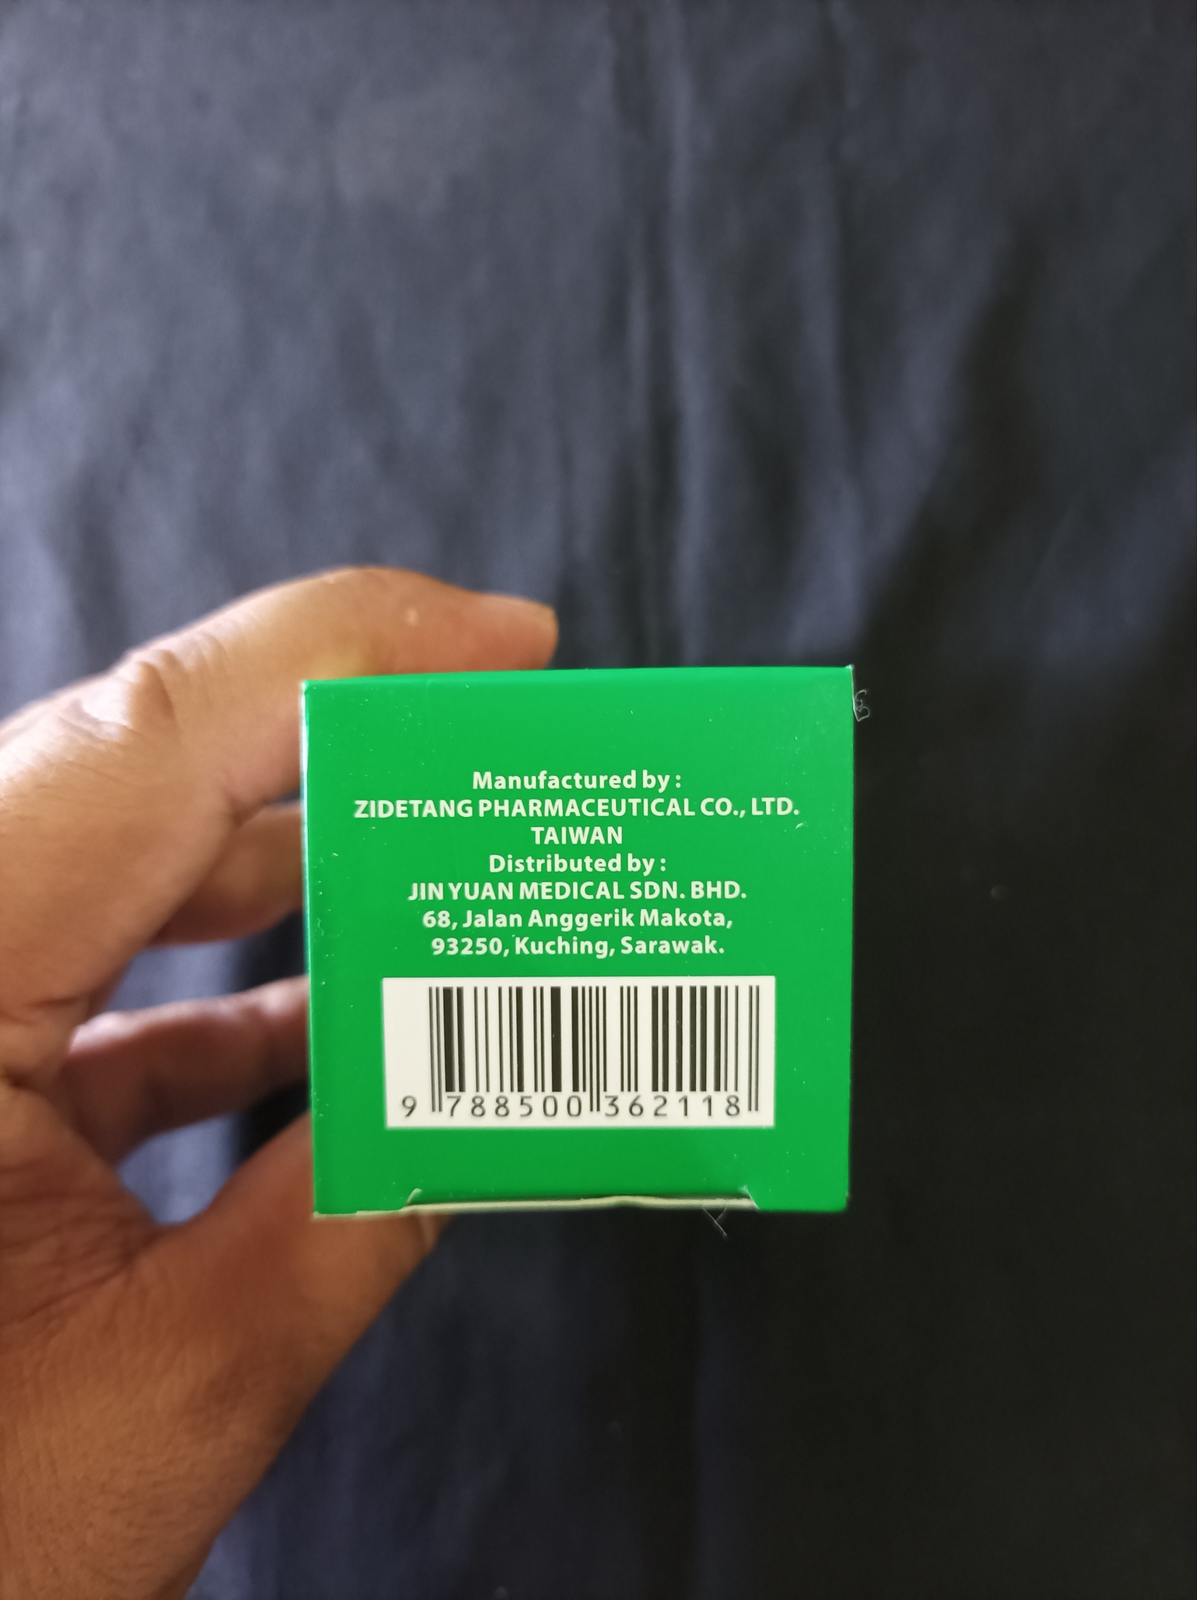 Manufactured by :
ZIDETANG PHARMACEUTICAL CO., LTD.
TAIWAN
Distributed by :
JIN YUAN MEDICAL SDN. BHD.
68, Jalan Anggerik Makota,
93250, Kuching, Sarawak.
9 788500 362118